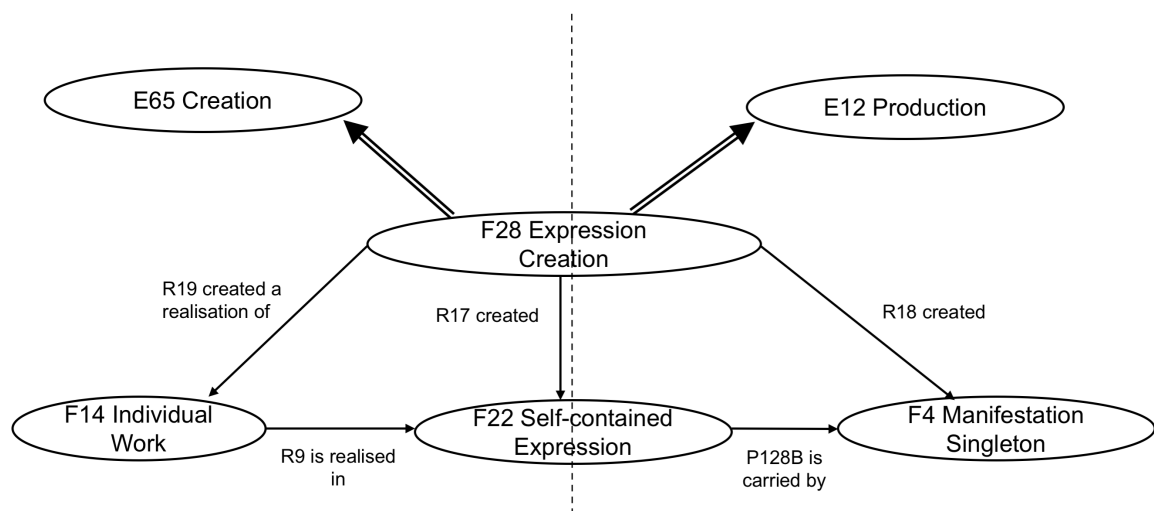 E65 Creation
E12 Production
F28 Expression
Creation
R19 created a
realisation of
R17 created
R18 created
F14 Individual
Work
F22 Self-contained
Expression
F4 Manifestation
Singleton
R9 is realised
in
P128B is
carried by